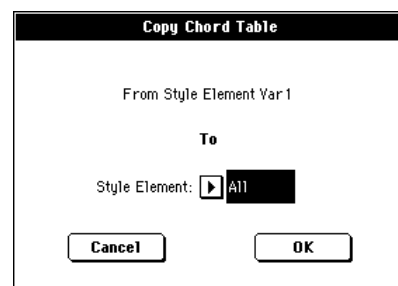 Copy Chord Table
From Style Element Var1
To
Style Element: All
Cancel OK